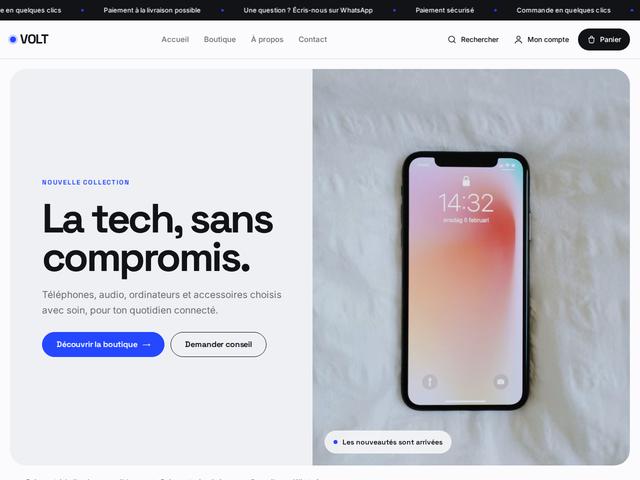 en quelques clics Paiement à la livraison possible Une question ? Écris-nous sur WhatsApp Paiement sécurisé Commande en quelques clics
VOLT Accueil Boutique À propos Contact Rechercher Mon compte Panier
NOUVELLE COLLECTION
La tech, sans
compromis.
Téléphones, audio, ordinateurs et accessoires choisis
avec soin, pour ton quotidien connecté.
Découvrir la boutique → Demander conseil
14:32
onsdag 6 februari
Les nouveautés sont arrivées